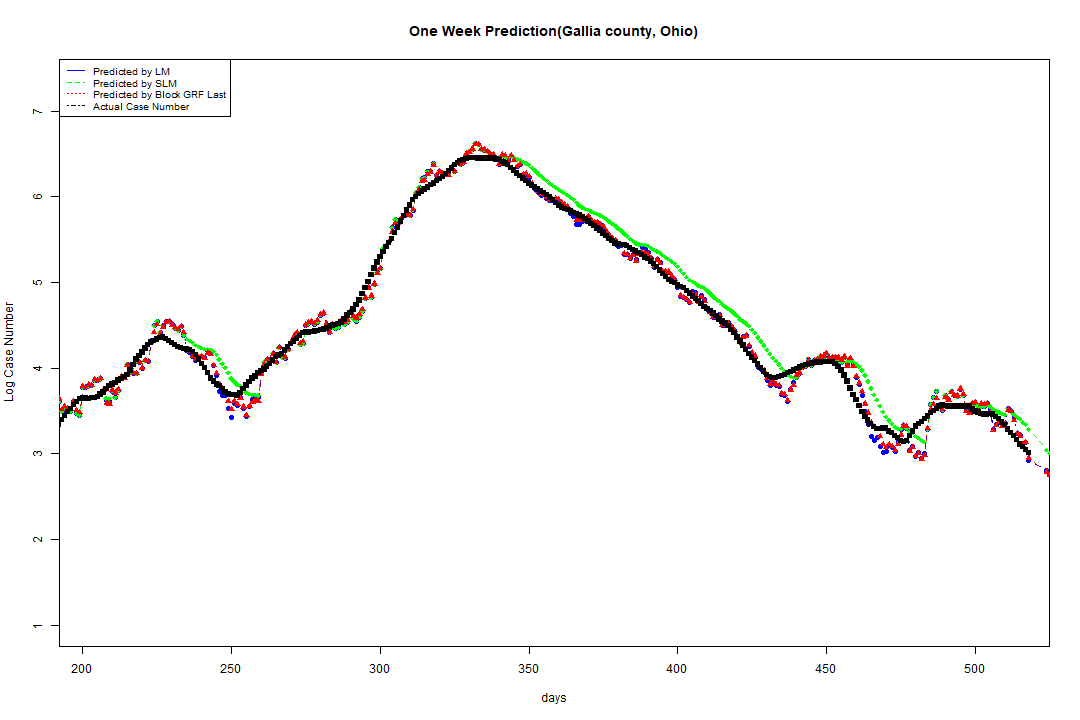 One Week Prediction(Gallia county, Ohio)
Predicted by LM
Predicted by SLM
Predicted by Block GRF Last
Actual Case Number
Log Case Number
7
6
5
4
3
2
1
200 250 300 350 400 450 500
days